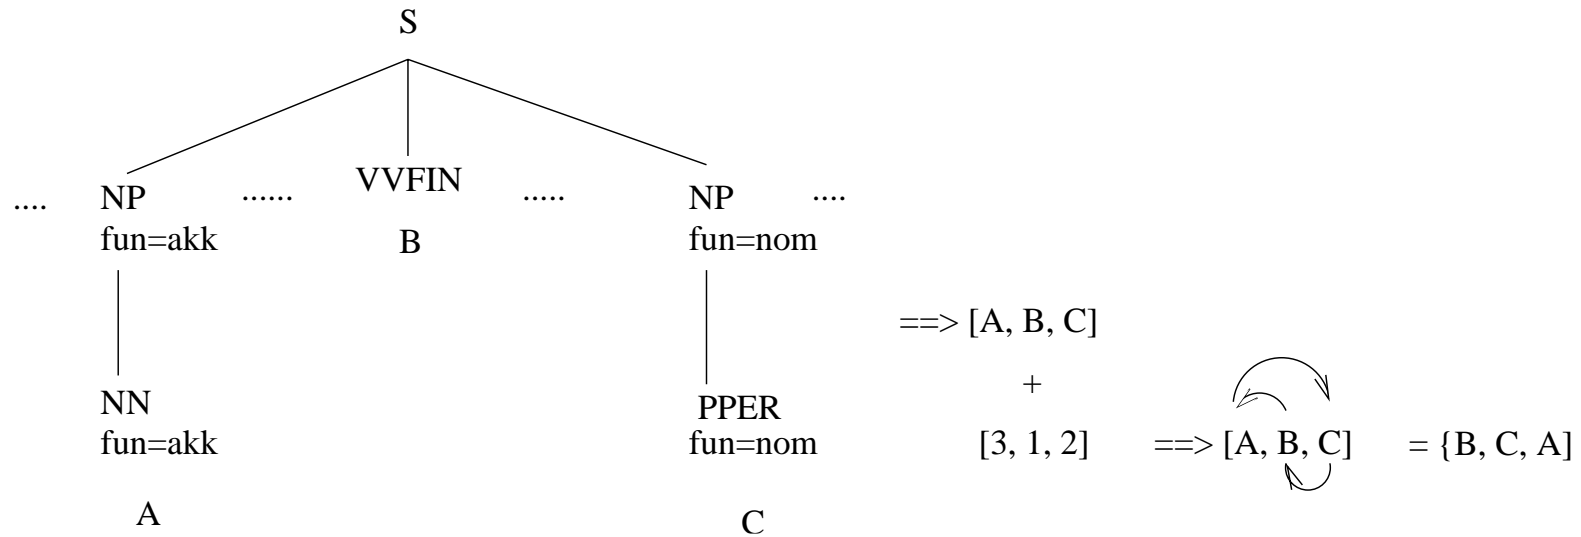 S
.... NP ...... VVFIN ..... NP ....
fun=akk B fun=nom
==> [A, B, C]
+
NN PPER
fun=akk fun=nom [3, 1, 2] ==> [A, B, C] = {B, C, A]
A C